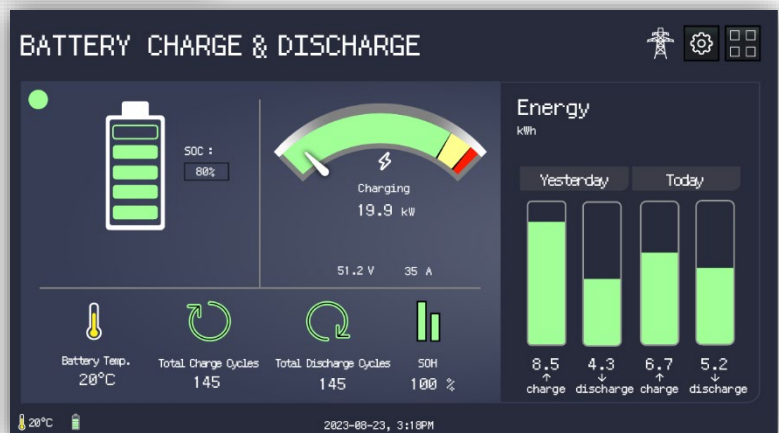 BATTERY CHARGE & DISCHARGE
SOC :
80%
Charging
19.9 kW
51.2 V 35 A
Battery Temp.
20°C
Total Charge Cycles
145
Total Discharge Cycles
145
SOH
100 %
Energy
kWh
Yesterday Today
8.5 4.3 6.7 5.2
↑ ↓ ↑ ↓
charge discharge charge discharge
20°C 2023-08-23, 3:18PM